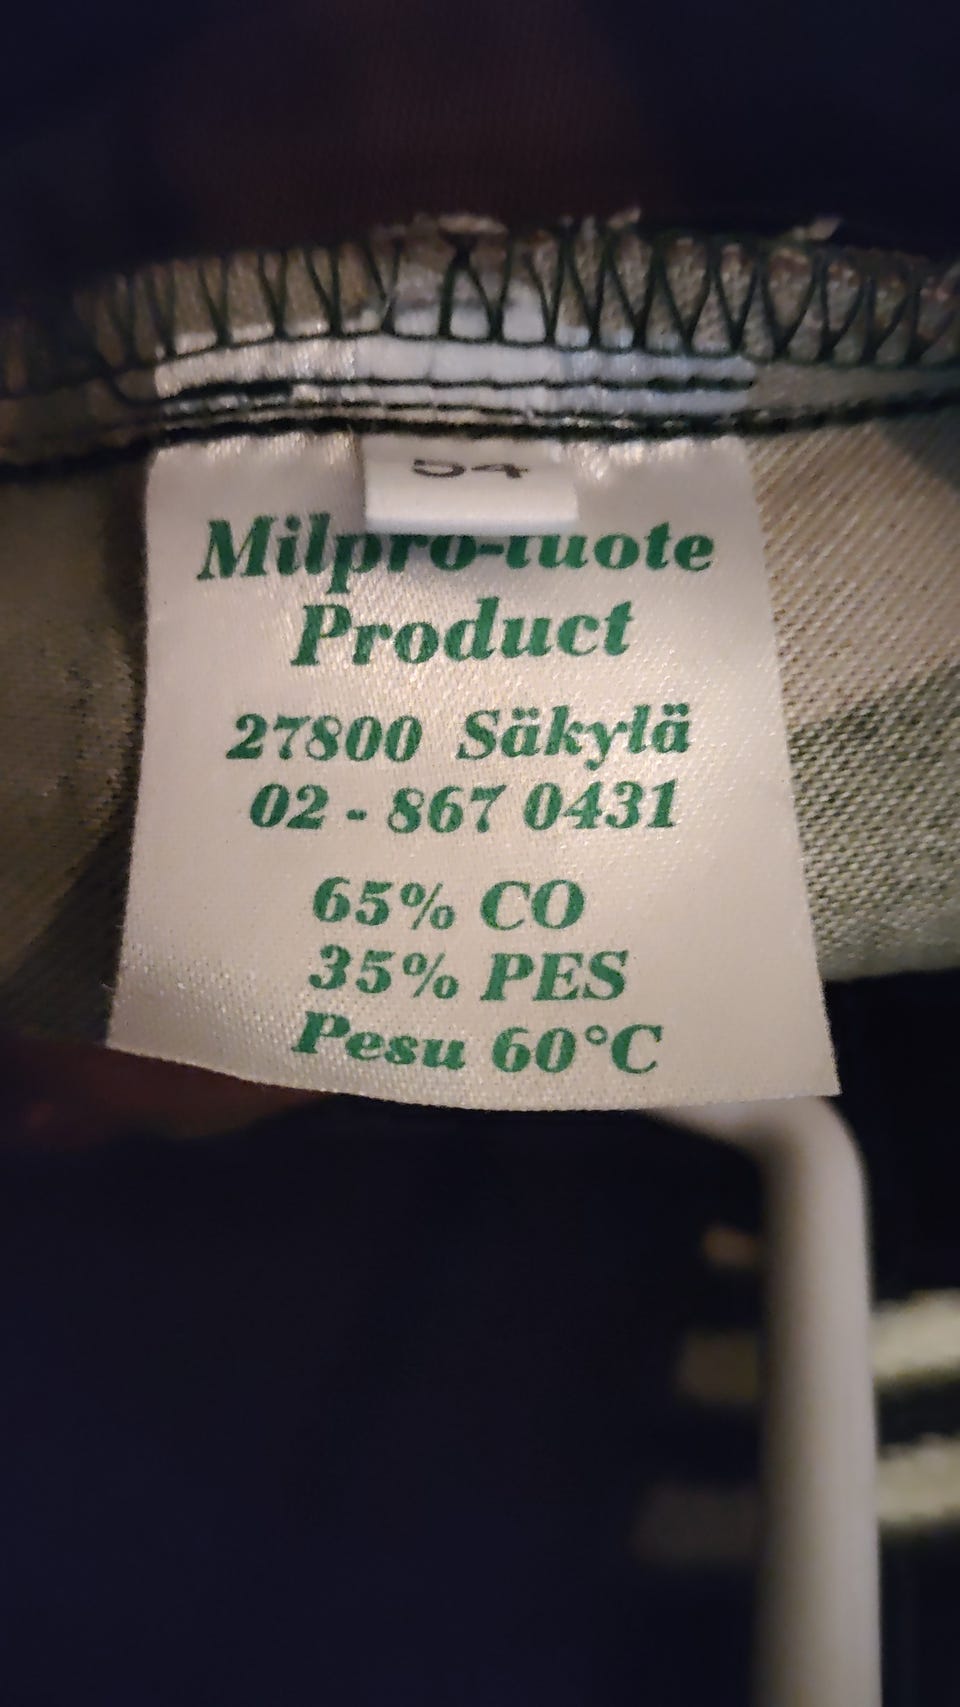 54
Milpro-tuote
Product
27800 Säkylä
02 - 867 0431
65% CO
35% PES
Pesu 60°C